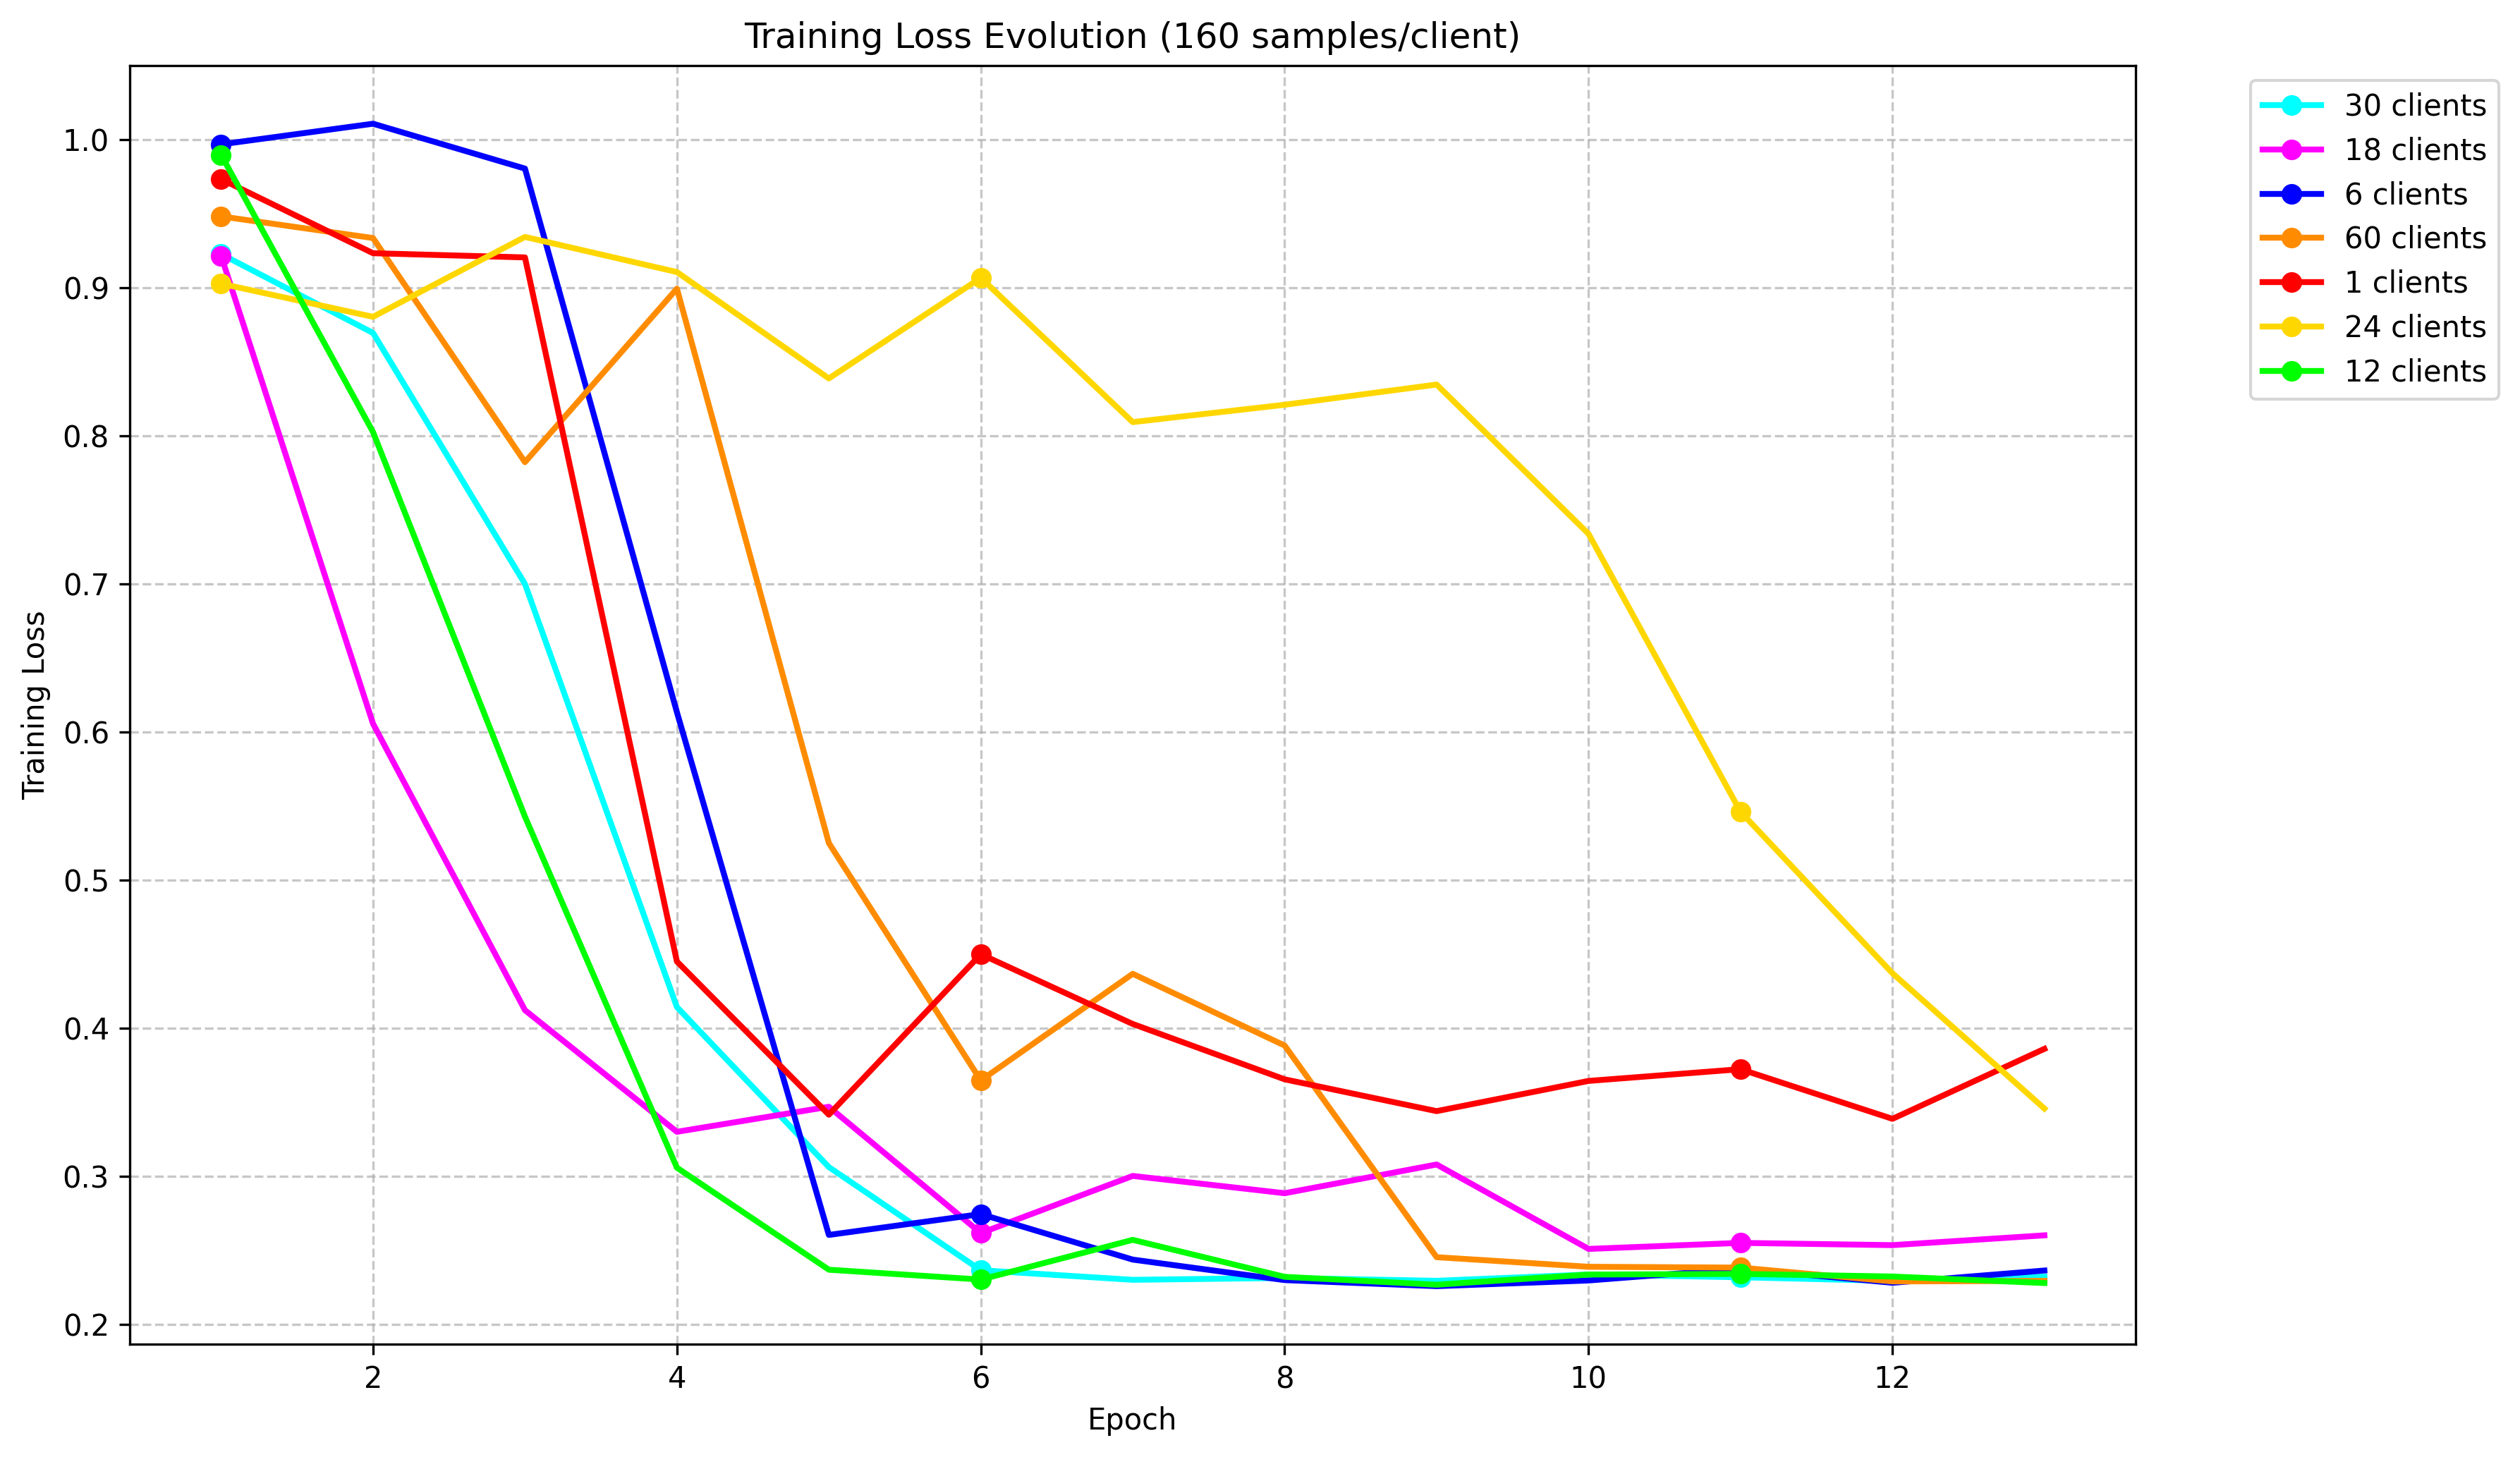 Training Loss Evolution (160 samples/client)
30 clients
18 clients
6 clients
60 clients
1 clients
24 clients
12 clients
Training Loss
1.0
0.9
0.8
0.7
0.6
0.5
0.4
0.3
0.2
2 4 6 8 10 12
Epoch